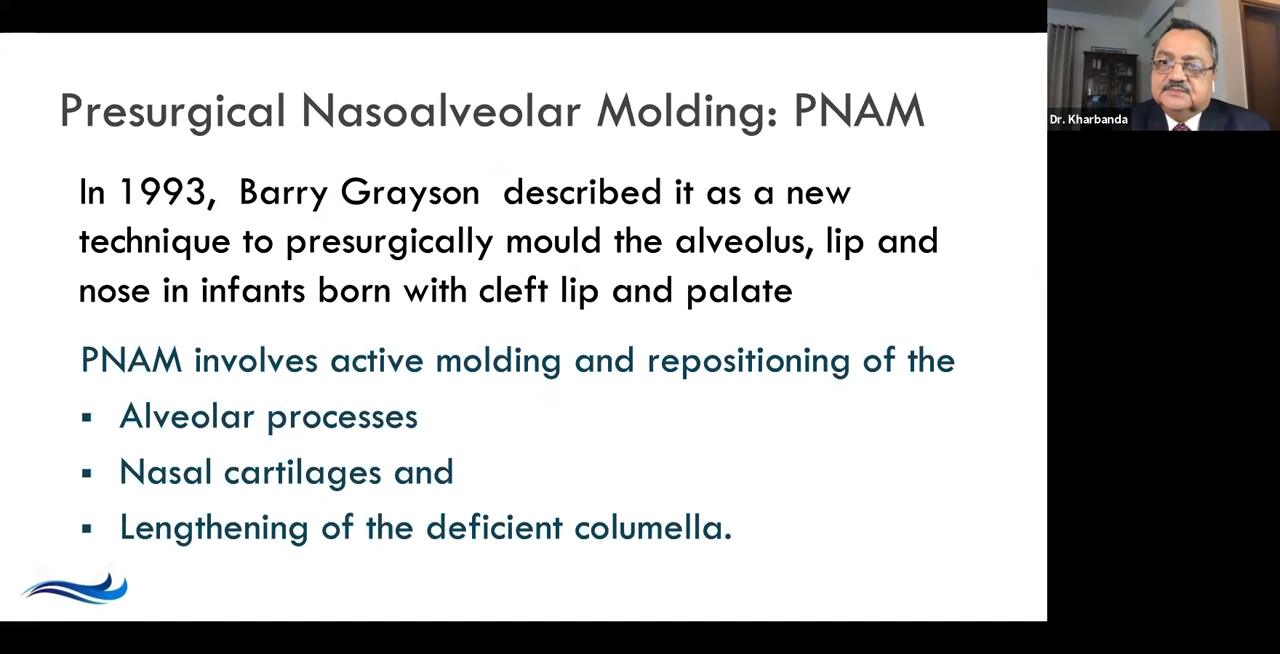 Presurgical Nasoalveolar Molding: PNAM
In 1993, Barry Grayson described it as a new
technique to presurgically mould the alveolus, lip and
nose in infants born with cleft lip and palate
PNAM involves active molding and repositioning of the
▪ Alveolar processes
▪ Nasal cartilages and
▪ Lengthening of the deficient columella.
Dr. Kharbanda